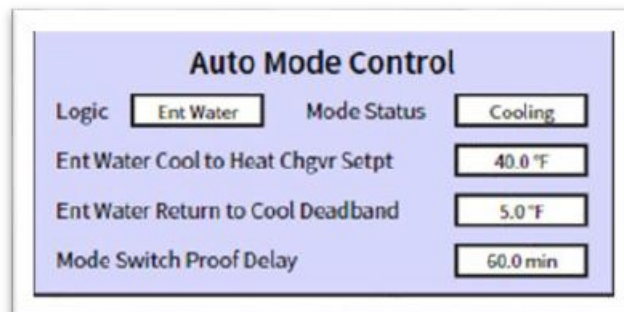 Auto Mode Control
Logic Ent Water Mode Status Cooling
Ent Water Cool to Heat Chgvr Setpt 40.0 °F
Ent Water Return to Cool Deadband 5.0 °F
Mode Switch Proof Delay 60.0 min